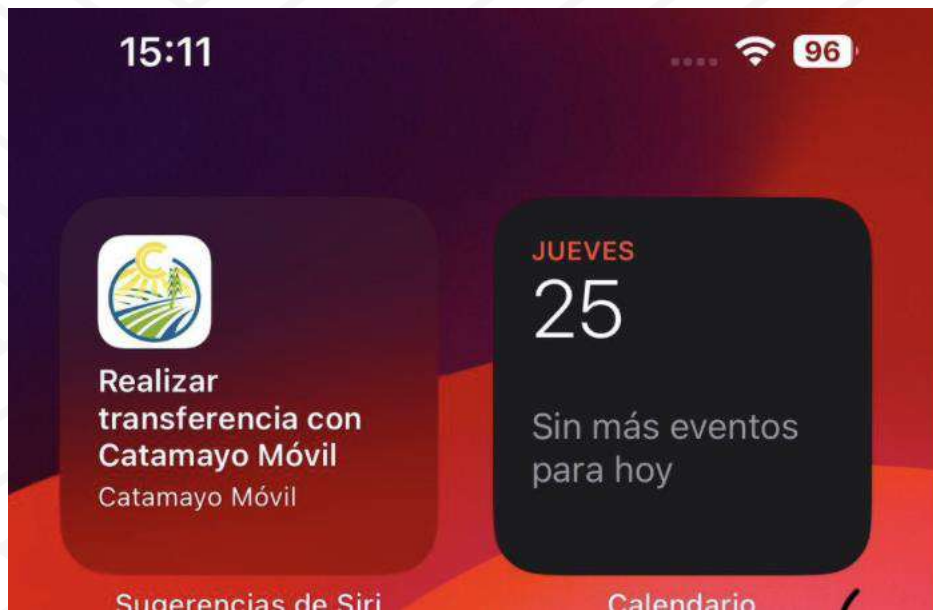 15:11
96
Realizar
transferencia con
Catamayo Móvil
Catamayo Móvil
JUEVES
25
Sin más eventos
para hoy
Sugerencias de Siri
Calendario